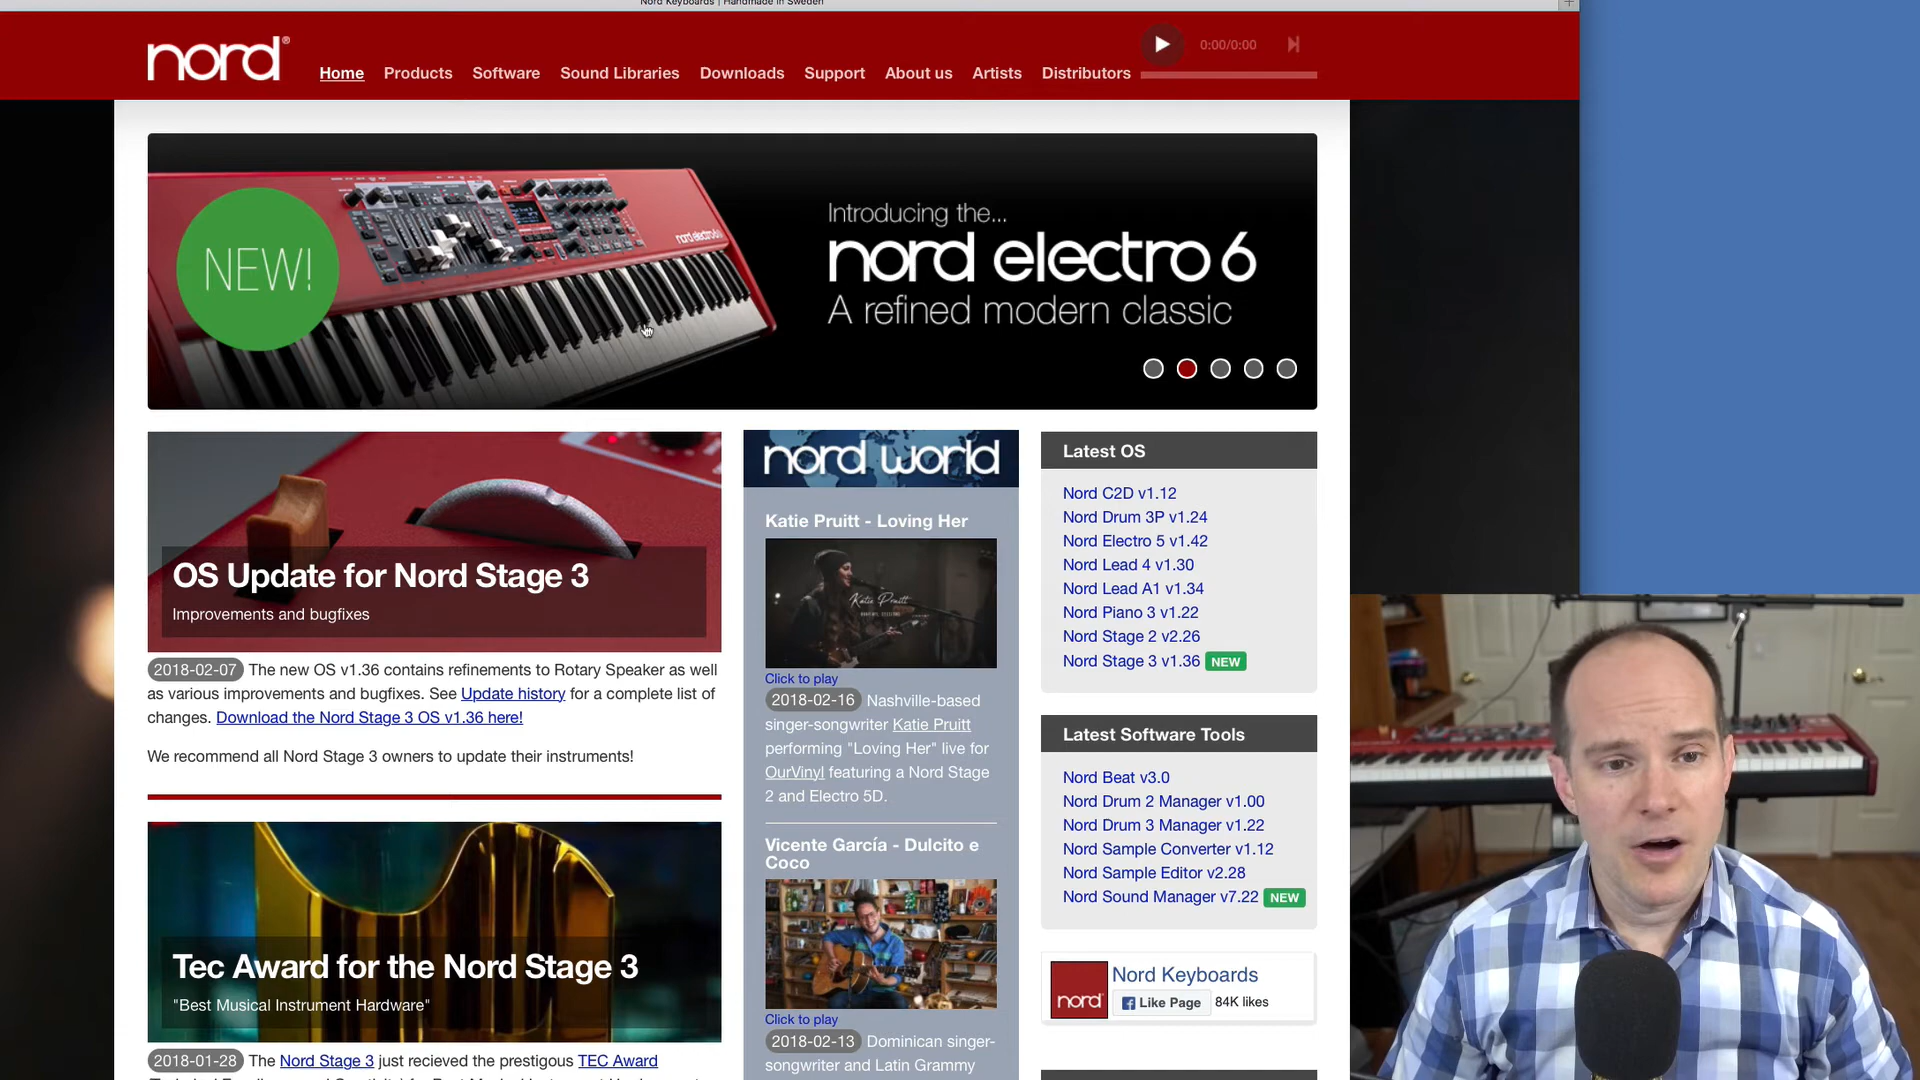 Nord Keyboards | Handmade in Sweden
nord®
Home Products Software Sound Libraries Downloads Support About us Artists Distributors
0:00/0:00
NEW!
nord electro 6
Introducing the...
nord electro 6
A refined modern classic
OS Update for Nord Stage 3
Improvements and bugfixes
2018-02-07 The new OS v1.36 contains refinements to Rotary Speaker as well
as various improvements and bugfixes. See Update history for a complete list of
changes. Download the Nord Stage 3 OS v1.36 here!
We recommend all Nord Stage 3 owners to update their instruments!
Tec Award for the Nord Stage 3
"Best Musical Instrument Hardware"
2018-01-28 The Nord Stage 3 just recieved the prestigious TEC Award
nord world
Katie Pruitt - Loving Her
Katie Pruitt
Click to play
2018-02-16 Nashville-based
singer-songwriter Katie Pruitt
performing "Loving Her" live for
OurVinyl featuring a Nord Stage
2 and Electro 5D.
Vicente García - Dulcito e
Coco
Click to play
2018-02-13 Dominican singer-
songwriter and Latin Grammy
Latest OS
Nord C2D v1.12
Nord Drum 3P v1.24
Nord Electro 5 v1.42
Nord Lead 4 v1.30
Nord Lead A1 v1.34
Nord Piano 3 v1.22
Nord Stage 2 v2.26
Nord Stage 3 v1.36 NEW
Latest Software Tools
Nord Beat v3.0
Nord Drum 2 Manager v1.00
Nord Drum 3 Manager v1.22
Nord Sample Converter v1.12
Nord Sample Editor v2.28
Nord Sound Manager v7.22 NEW
nord
Nord Keyboards
Like Page 84K likes